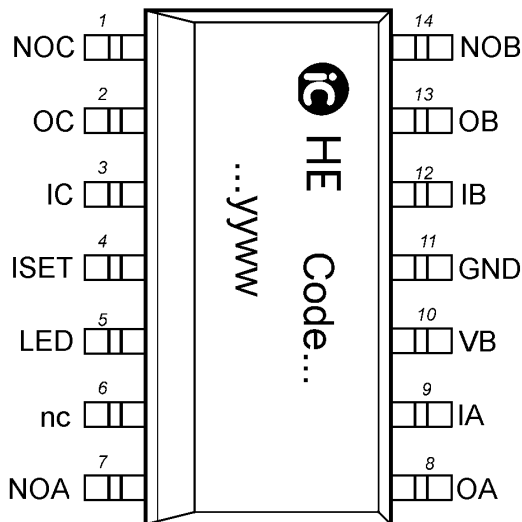 1 14
NOC NOB
2 13
OC OB
3 12
IC IB
4 11
ISET GND
5 10
LED VB
6 9
nc IA
7 8
NOA OA
iC HE
Code...
...yyww